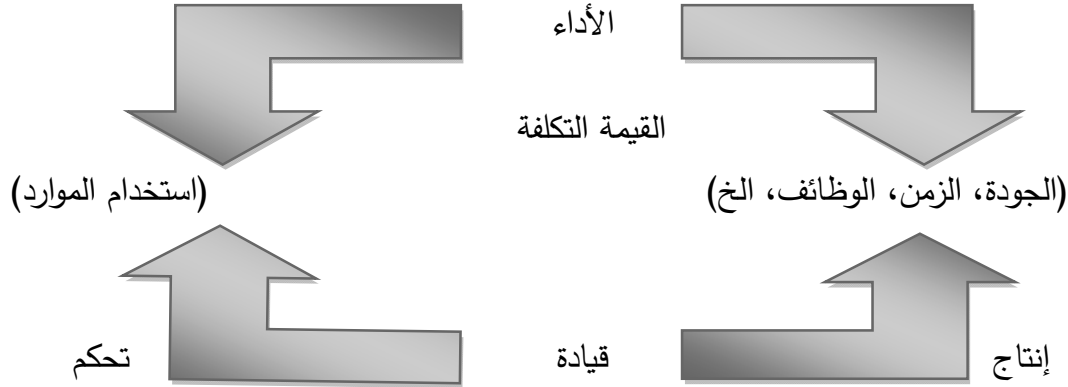 الأداء
القيمة التكلفة
(الجودة، الزمن، الوظائف، الخ) (استخدام الموارد)
إنتاج قيادة تحكم